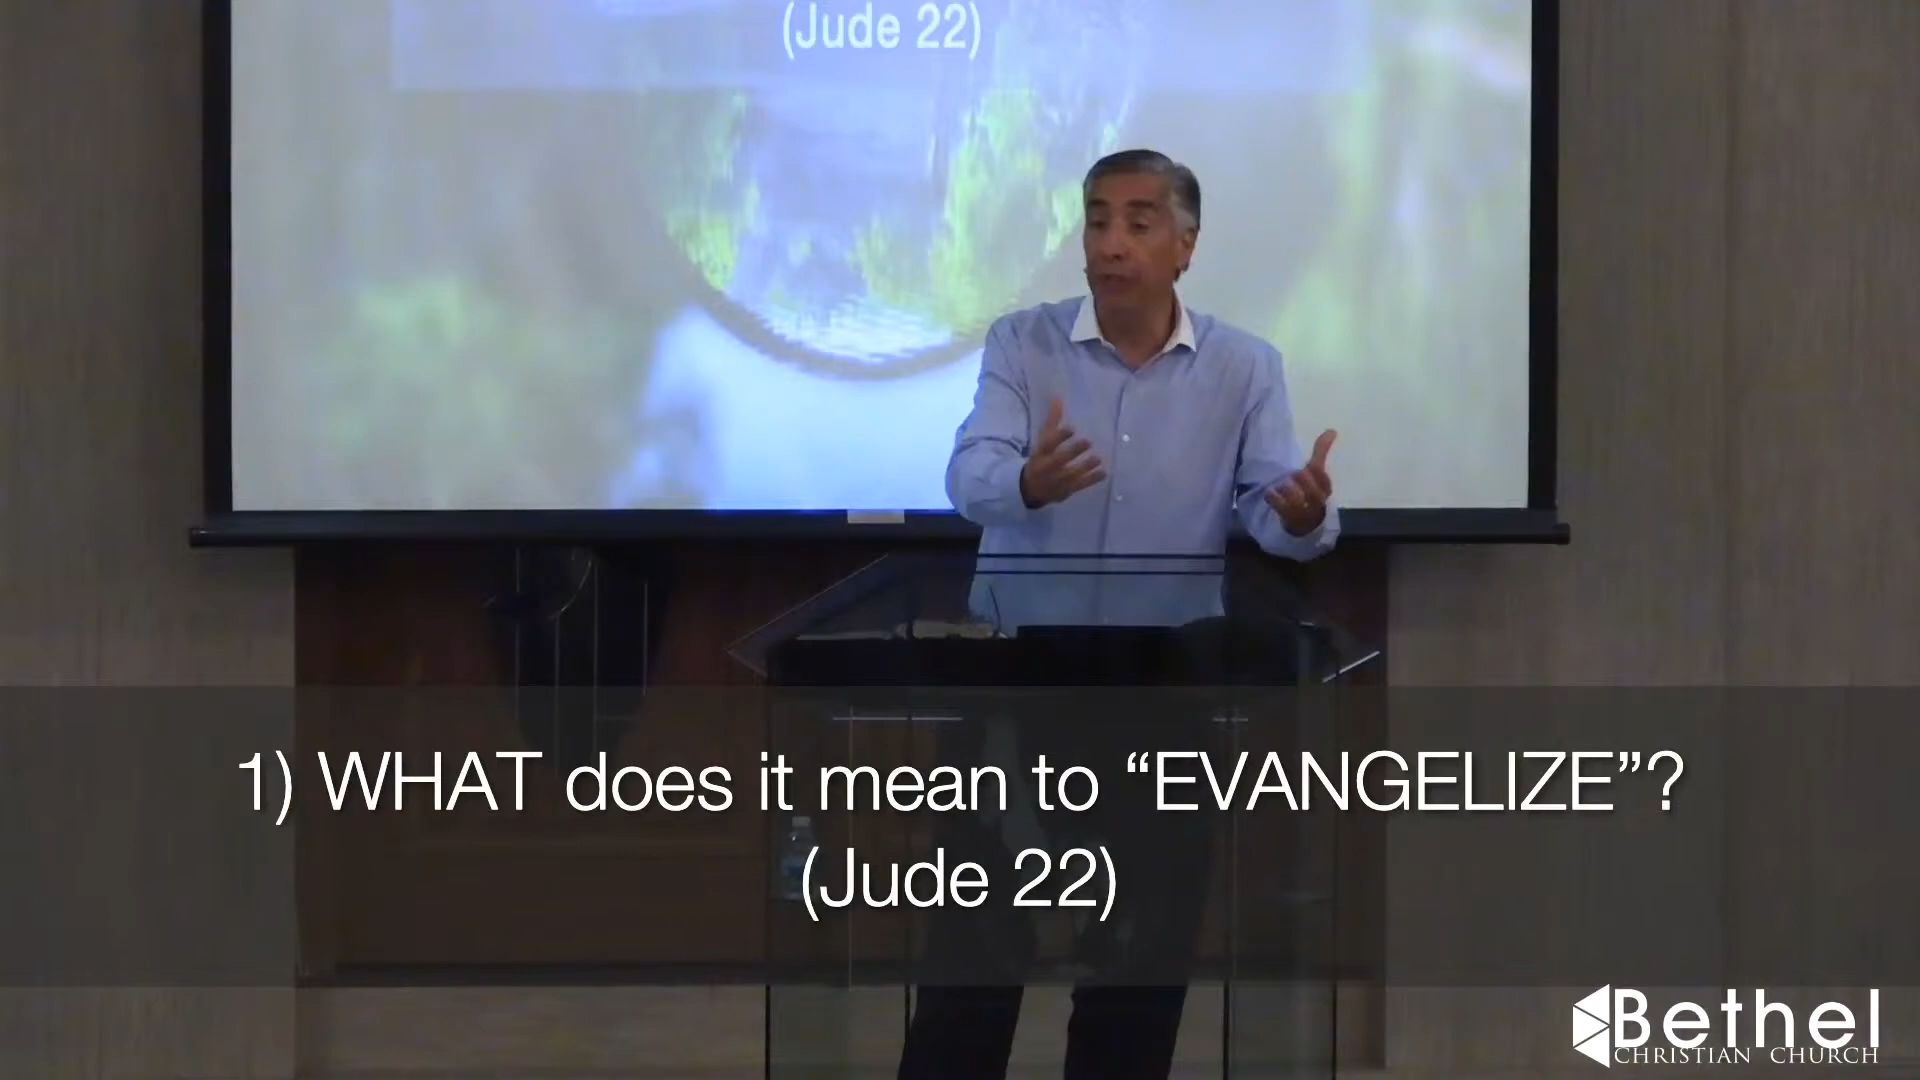 (Jude 22)
1) WHAT does it mean to “EVANGELIZE”?
(Jude 22)
Bethel
CHRISTIAN CHURCH